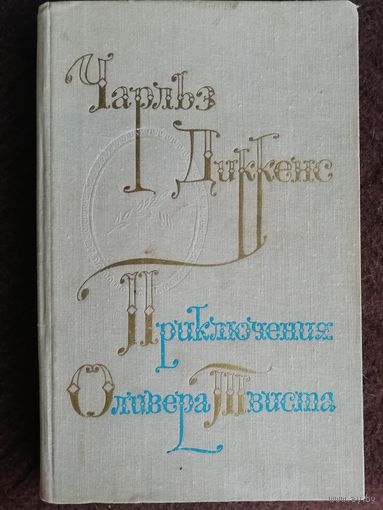 Чарльз
Диккенс
Приключения
Оливера Твиста